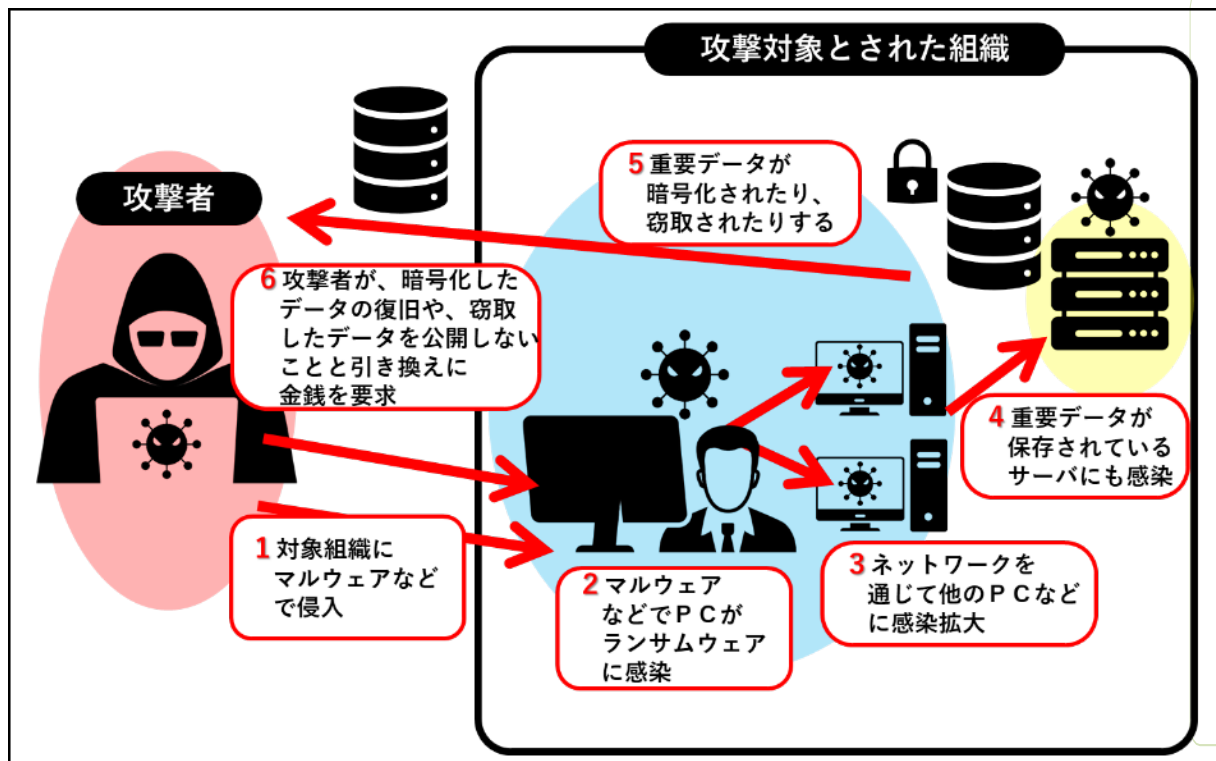 攻撃対象とされた組織
攻撃者
1 対象組織に
マルウェアなど
で侵入
2 マルウェア
などでＰＣが
ランサムウェア
に感染
3 ネットワークを
通じて他のＰＣなど
に感染拡大
4 重要データが
保存されている
サーバにも感染
5 重要データが
暗号化されたり、
窃取されたりする
6 攻撃者が、暗号化した
データの復旧や、窃取
したデータを公開しない
ことと引き換えに
金銭を要求